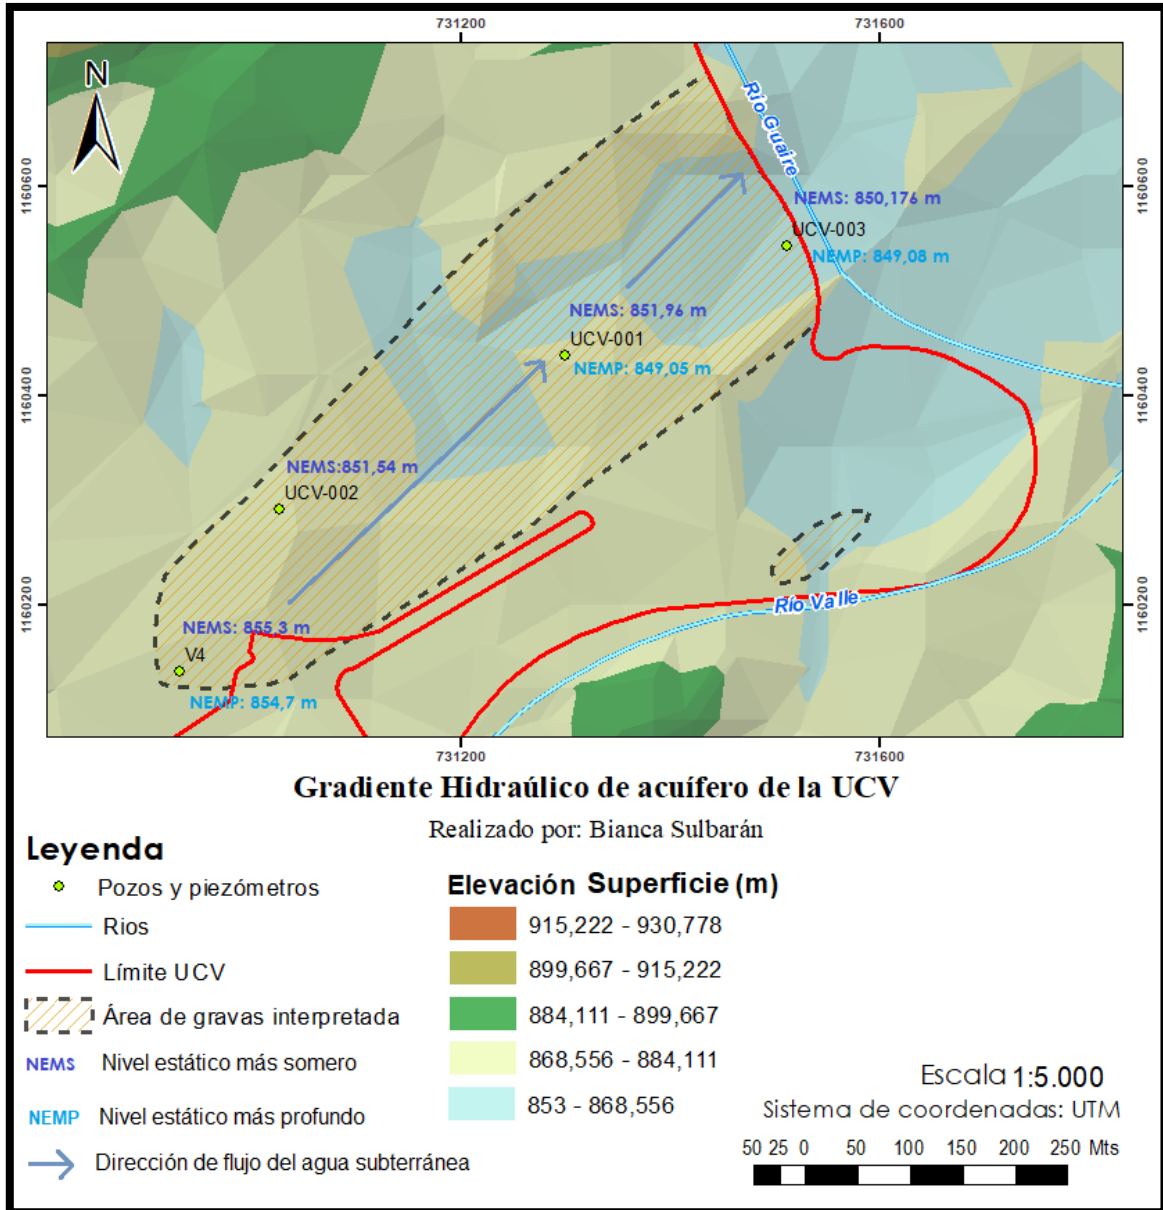 731200
731600
N
Río Guaire
1160600
1160600
NEMS: 850,176 m
UCV-003
NEMP: 849,08 m
NEMS: 851,96 m
UCV-001
NEMP: 849,05 m
1160400
1160400
NEMS:851,54 m
UCV-002
1160200
1160200
Río Valle
NEMS: 855,3 m
V4
NEMP: 854,7 m
731200
731600
Gradiente Hidraúlico de acuífero de la UCV
Realizado por: Bianca Sulbarán
Leyenda
Pozos y piezómetros
Rios
Límite UCV
Área de gravas interpretada
NEMS Nivel estático más somero
NEMP Nivel estático más profundo
Dirección de flujo del agua subterránea
Elevación Superficie (m)
915,222 - 930,778
899,667 - 915,222
884,111 - 899,667
868,556 - 884,111
853 - 868,556
Escala 1:5.000
Sistema de coordenadas: UTM
50 25 0 50 100 150 200 250 Mts